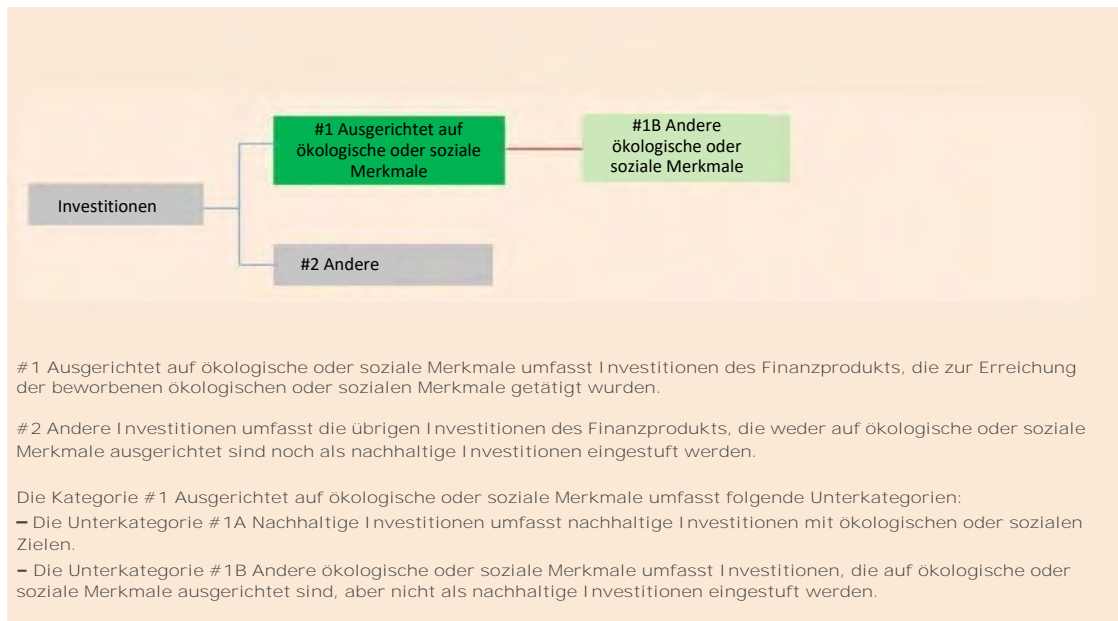 #1 Ausgerichtet auf
ökologische oder soziale
Merkmale
#1B Andere
ökologische oder
soziale Merkmale
Investitionen
#2 Andere
#1 Ausgerichtet auf ökologische oder soziale Merkmale umfasst Investitionen des Finanzprodukts, die zur Erreichung
der beworbenen ökologischen oder sozialen Merkmale getätigt wurden.
#2 Andere Investitionen umfasst die übrigen Investitionen des Finanzprodukts, die weder auf ökologische oder soziale
Merkmale ausgerichtet sind noch als nachhaltige Investitionen eingestuft werden.
Die Kategorie #1 Ausgerichtet auf ökologische oder soziale Merkmale umfasst folgende Unterkategorien:
– Die Unterkategorie #1A Nachhaltige Investitionen umfasst nachhaltige Investitionen mit ökologischen oder sozialen
Zielen.
– Die Unterkategorie #1B Andere ökologische oder soziale Merkmale umfasst Investitionen, die auf ökologische oder
soziale Merkmale ausgerichtet sind, aber nicht als nachhaltige Investitionen eingestuft werden.